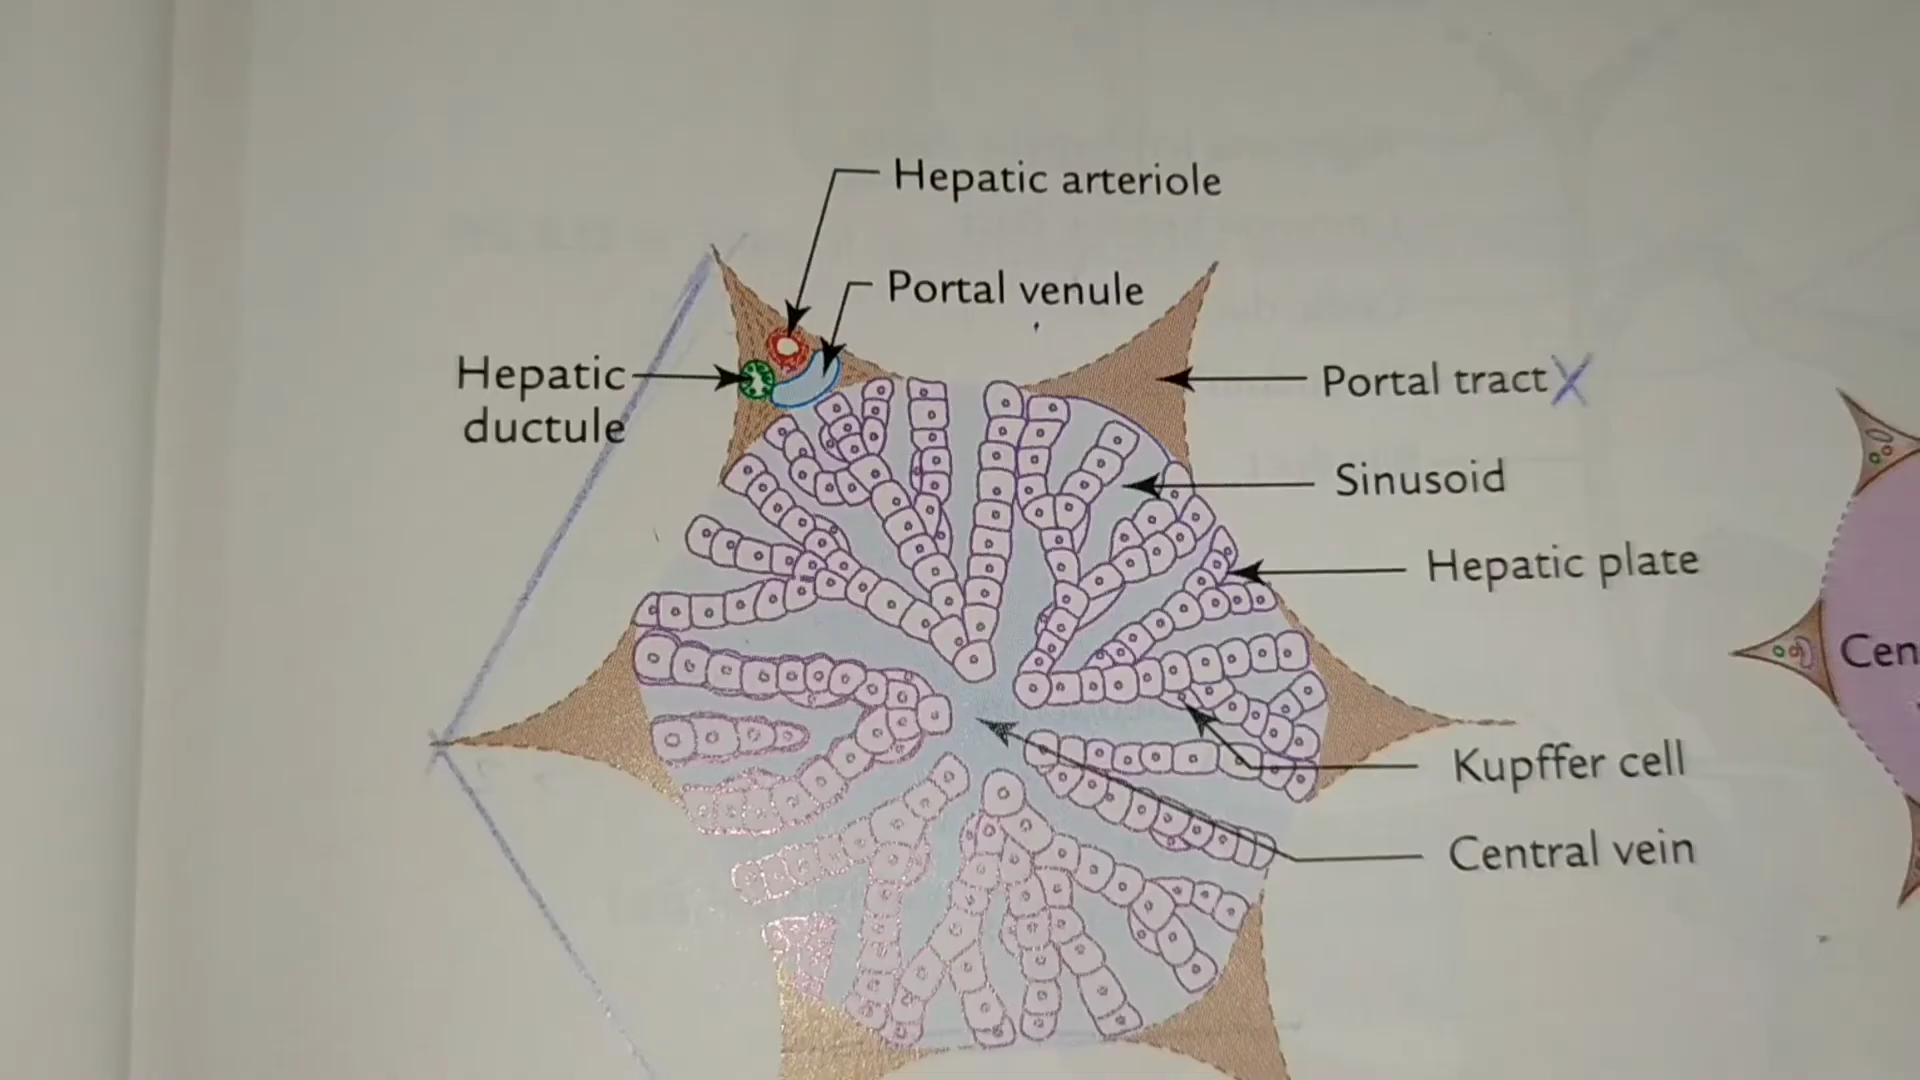 Hepatic arteriole
Portal venule
Hepatic
ductule
Portal tract X
Sinusoid
Hepatic plate
Kupffer cell
Central vein
Cen